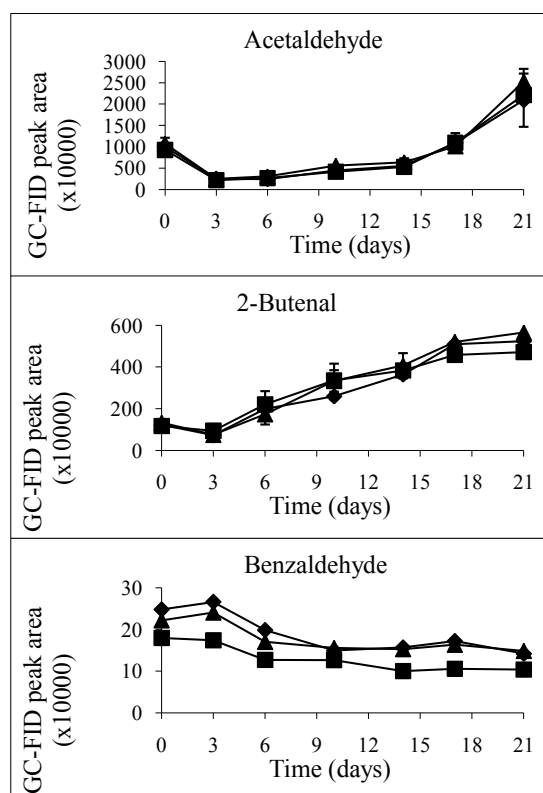 Acetaldehyde
GC-FID peak area
(x10000)
3000
2500
2000
1500
1000
500
0
0 3 6 9 12 15 18 21
Time (days)
2-Butenal
GC-FID peak area
(x10000)
600
400
200
0
0 3 6 9 12 15 18 21
Time (days)
Benzaldehyde
GC-FID peak area
(x10000)
30
20
10
0
0 3 6 9 12 15 18 21
Time (days)